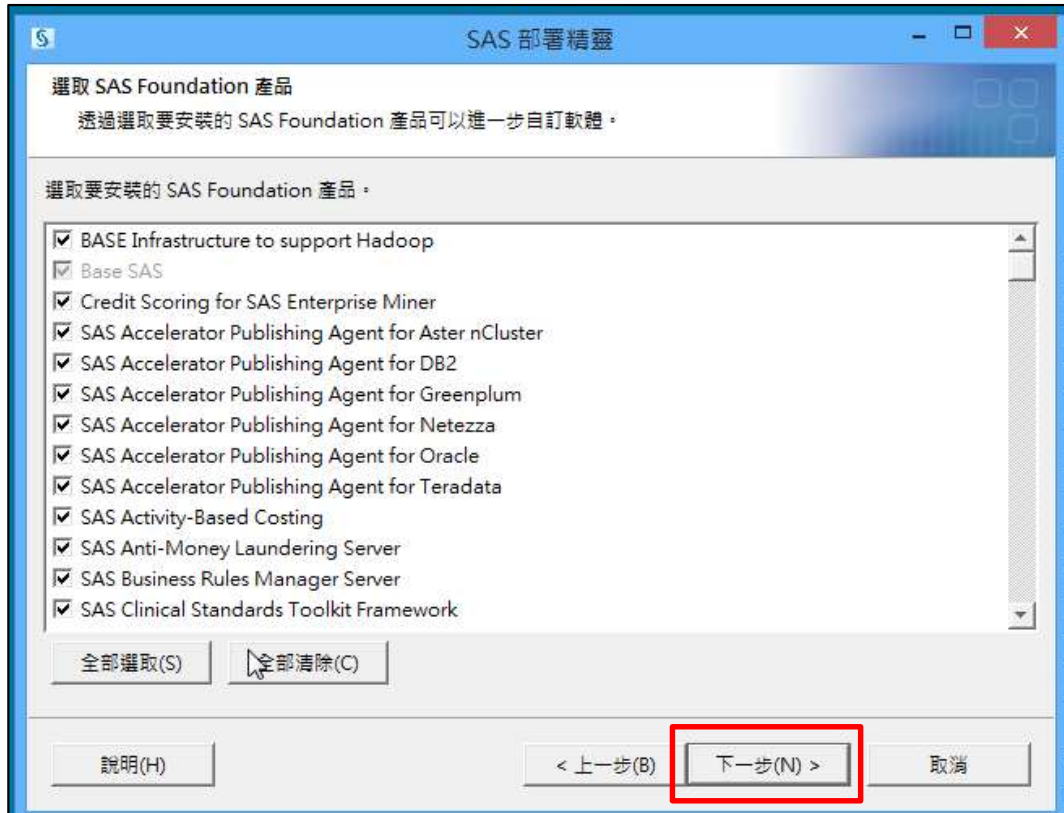 SAS 部署精靈
選取 SAS Foundation 產品
透過選取要安裝的 SAS Foundation 產品可以進一步自訂軟體。
選取要安裝的 SAS Foundation 產品。
BASE Infrastructure to support Hadoop
Base SAS
Credit Scoring for SAS Enterprise Miner
SAS Accelerator Publishing Agent for Aster nCluster
SAS Accelerator Publishing Agent for DB2
SAS Accelerator Publishing Agent for Greenplum
SAS Accelerator Publishing Agent for Netezza
SAS Accelerator Publishing Agent for Oracle
SAS Accelerator Publishing Agent for Teradata
SAS Activity-Based Costing
SAS Anti-Money Laundering Server
SAS Business Rules Manager Server
SAS Clinical Standards Toolkit Framework
全部選取(S) 全部清除(C)
說明(H) < 上一步(B) 下一步(N) > 取消